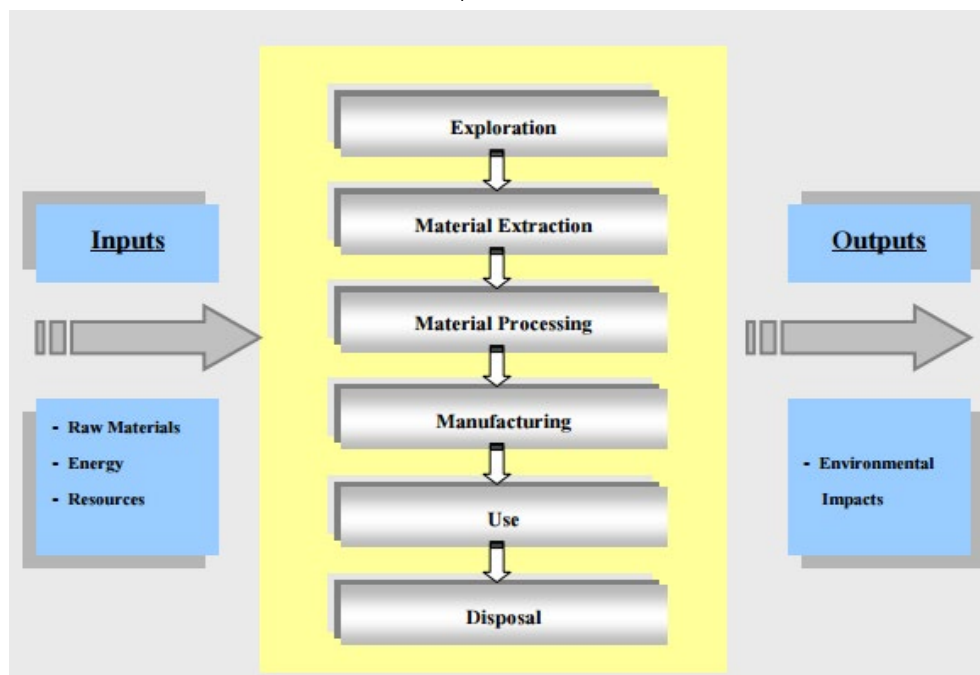 Exploration
Material Extraction
Inputs
Outputs
Material Processing
Manufacturing
- Raw Materials
- Energy
- Resources
- Environmental
Impacts
Use
Disposal